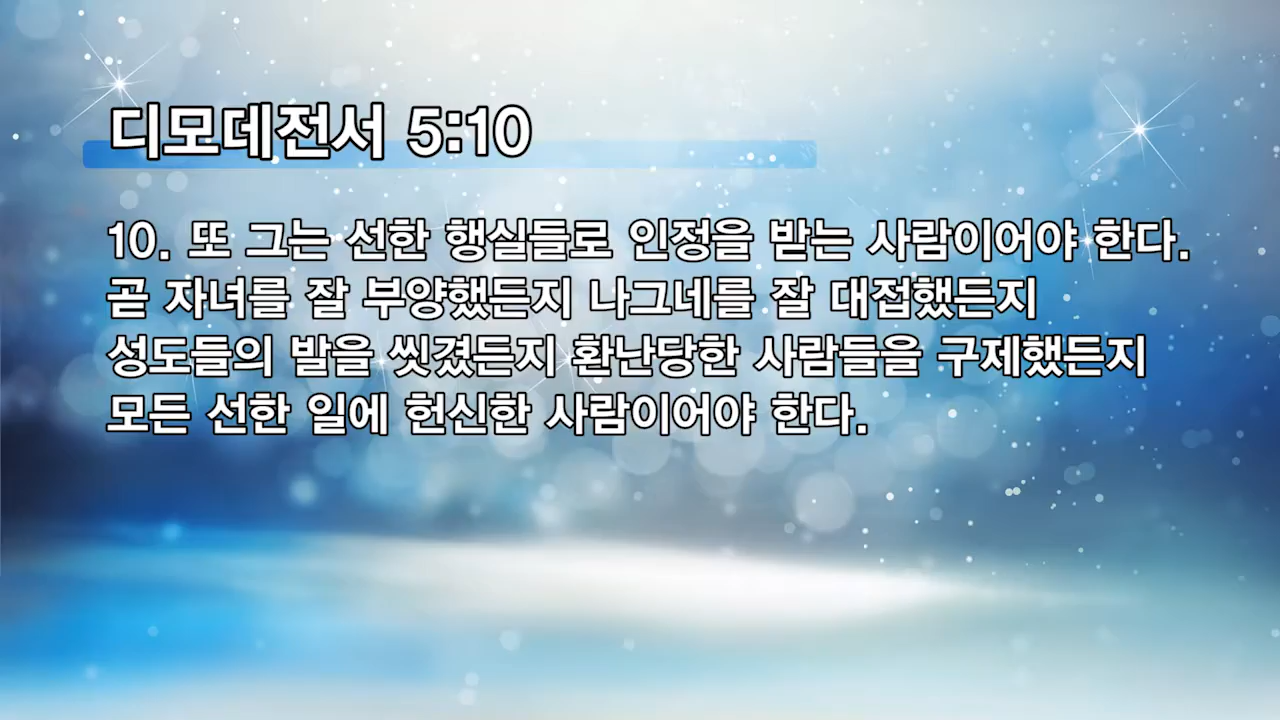 디모데전서 5:10
10. 또 그는 선한 행실들로 인정을 받는 사람이어야 한다.
곧 자녀를 잘 부양했든지 나그네를 잘 대접했든지
성도들의 발을 씻겼든지 환난당한 사람들을 구제했든지
모든 선한 일에 헌신한 사람이어야 한다.